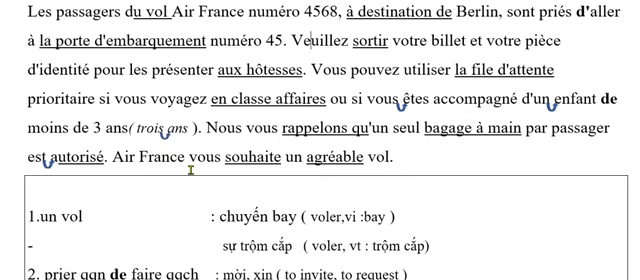 Les passagers du vol Air France numéro 4568, à destination de Berlin, sont priés d'aller
à la porte d'embarquement numéro 45. Veuillez sortir votre billet et votre pièce
d'identité pour les présenter aux hôtesses. Vous pouvez utiliser la file d'attente
prioritaire si vous voyagez en classe affaires ou si vous êtes accompagné d'un enfant de
moins de 3 ans( trois ans ). Nous vous rappelons qu'un seul bagage à main par passager
est autorisé. Air France vous souhaite un agréable vol.
1.un vol : chuyến bay ( voler,vi :bay )
- sự trộm cắp ( voler, vt : trộm cắp)
2. prier qqn de faire qqch : mời, xin ( to invite, to request )